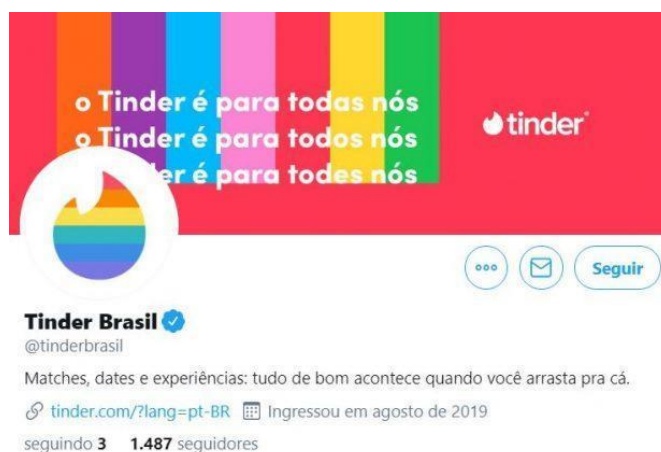 o Tinder é para todas nós
o Tinder é para todos nós
er é para todes nós
tinder
Seguir
Tinder Brasil
@tinderbrasil
Matches, dates e experiências: tudo de bom acontece quando você arrasta pra cá.
tinder.com/?lang=pt-BR Ingressou em agosto de 2019
seguindo 3 1.487 seguidores